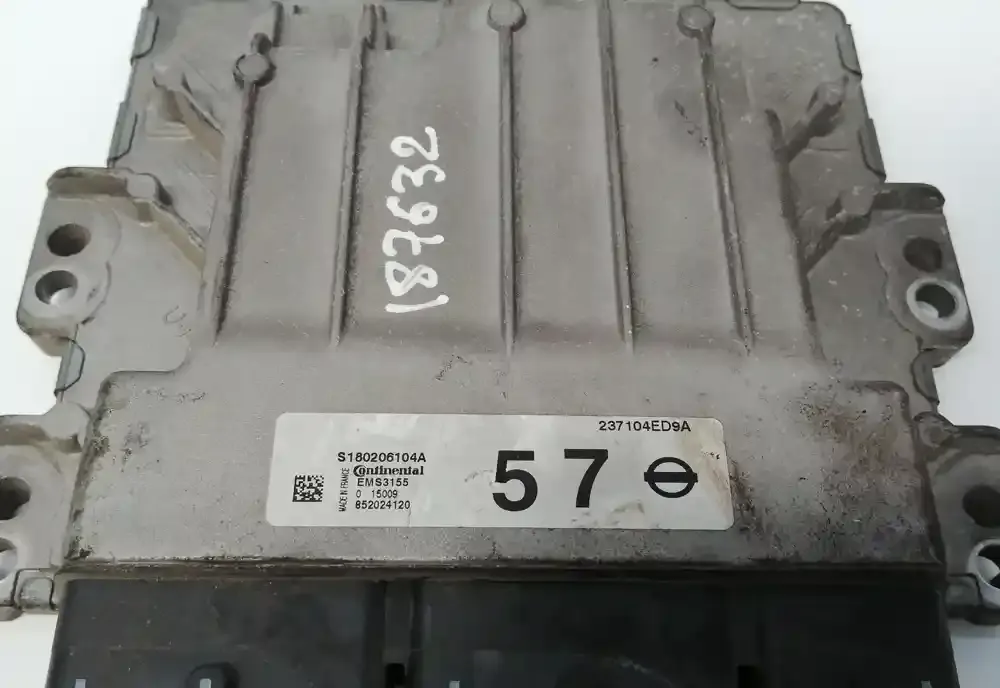 187632
237104ED9A
S180206104A
MADE IN FRANCE
Continental
EMS3155
0 15009
852024120
57